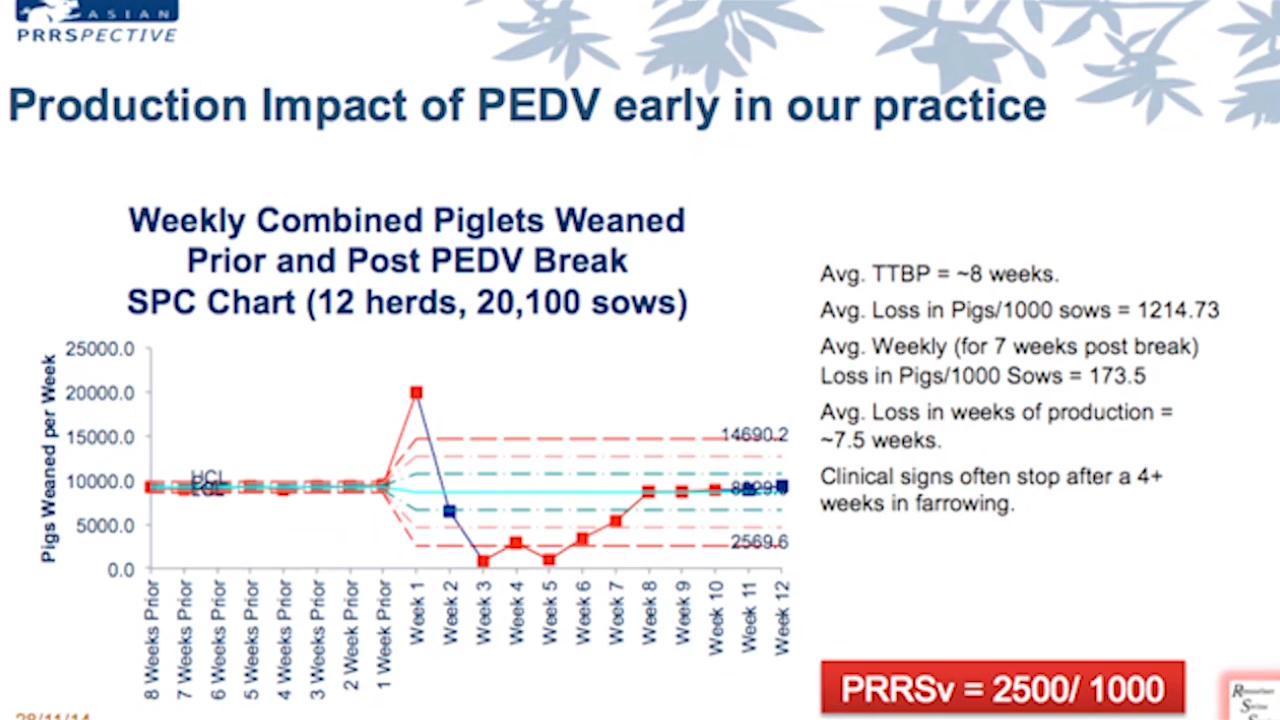 ASIAN
PRRSPECTIVE
Production Impact of PEDV early in our practice
Weekly Combined Piglets Weaned
Prior and Post PEDV Break
SPC Chart (12 herds, 20,100 sows)
Pigs Weaned per Week
25000.0
20000.0
15000.0
10000.0
5000.0
0.0
UCL
LCL
14690.2
2569.6
8 Weeks Prior
7 Weeks Prior
6 Weeks Prior
5 Weeks Prior
4 Weeks Prior
3 Weeks Prior
2 Week Prior
1 Week Prior
Week 1
Week 2
Week 3
Week 4
Week 5
Week 6
Week 7
Week 8
Week 9
Week 10
Week 11
Week 12
Avg. TTBP = ~8 weeks.
Avg. Loss in Pigs/1000 sows = 1214.73
Avg. Weekly (for 7 weeks post break)
Loss in Pigs/1000 Sows = 173.5
Avg. Loss in weeks of production =
~7.5 weeks.
Clinical signs often stop after a 4+
weeks in farrowing.
PRRSv = 2500/ 1000
28/11/14